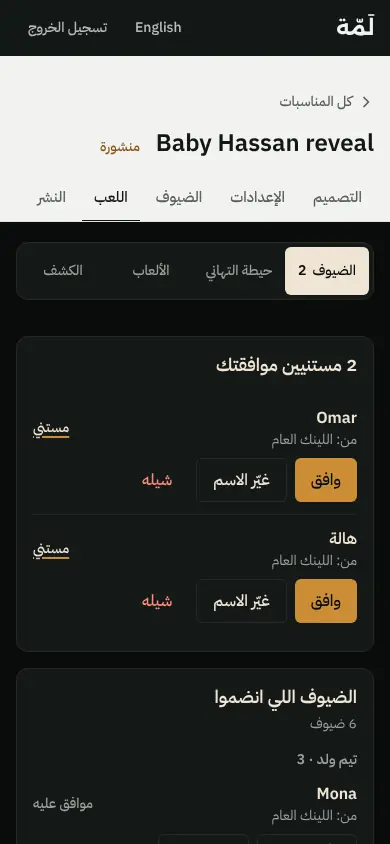 لَمّة
English
تسجيل الخروج
كل المناسبات
Baby Hassan reveal
منشورة
التصميم
الإعدادات
الضيوف
اللعب
النشر
الضيوف 2
حيطة التهاني
الألعاب
الكشف
2 مستنيين موافقتك
Omar
مستني
من: اللينك العام
وافق
غيّر الاسم
شيله
هالة
مستني
من: اللينك العام
وافق
غيّر الاسم
شيله
الضيوف اللي انضموا
6 ضيوف
تيم ولد · 3
Mona
موافق عليه
من: اللينك العام